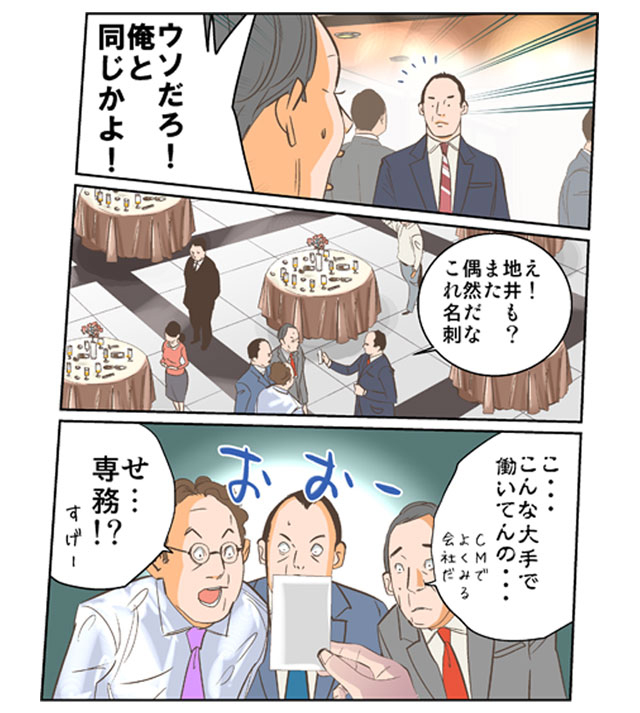 ウソだろ！
俺と
同じかよ！
え！
地井も？
また
偶然だな
これ名刺
こ・・・
こんな大手で
働いてんの・・・
CMで
よくみる
会社だ
おおー
せ…
専務!?
すげー